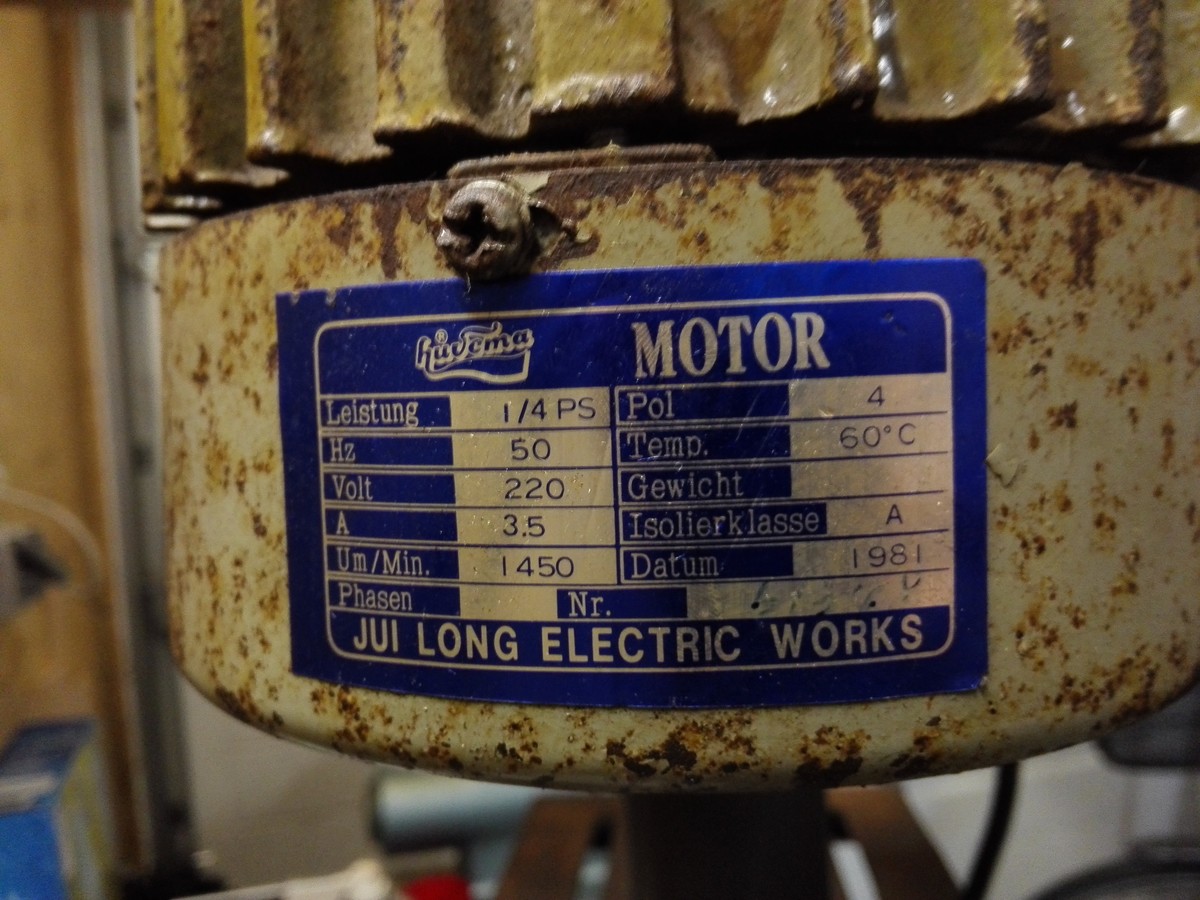 hüdema MOTOR
Leistung 1/4 PS Pol 4
Hz 50 Temp. 60°C
Volt 220 Gewicht
A 3.5 Isolierklasse A
Um/Min. 1450 Datum 1981
Phasen Nr.
JUI LONG ELECTRIC WORKS